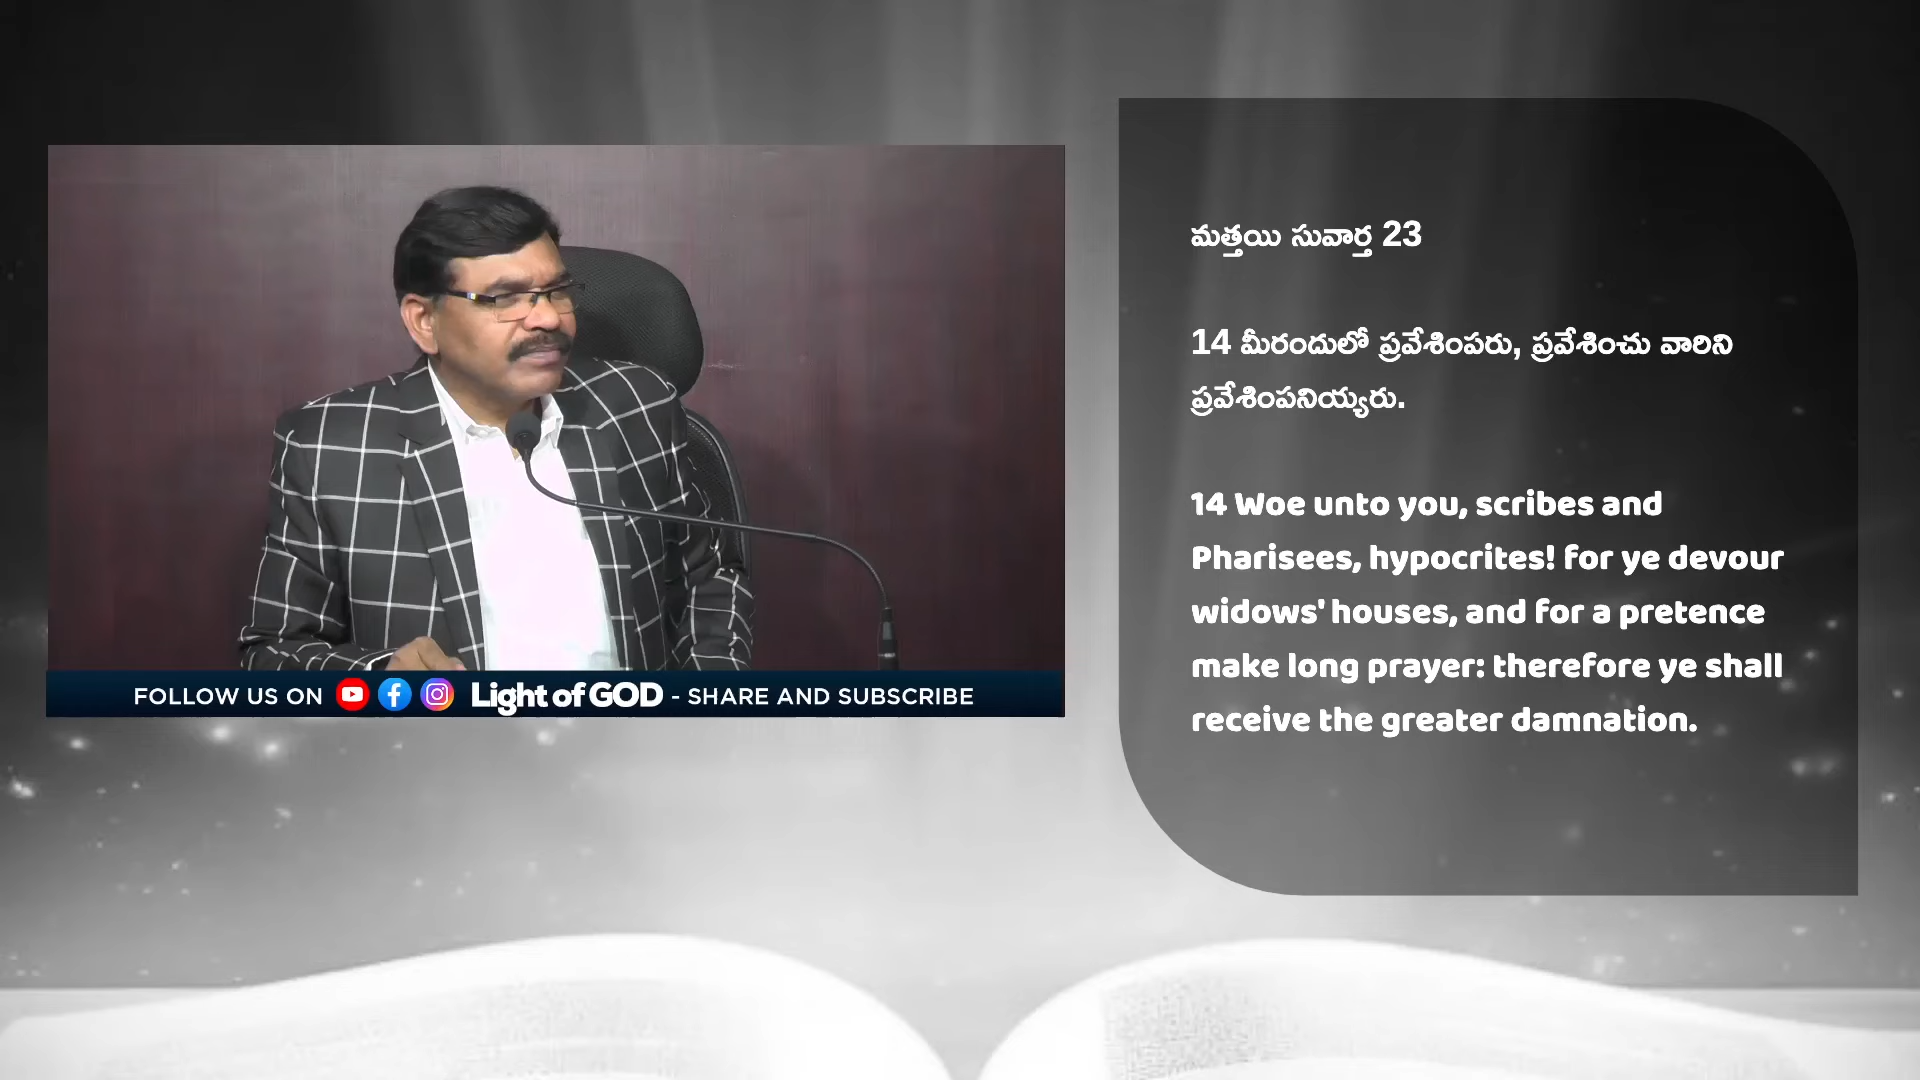 మత్తయి సువార్త 23
14 మీరందులో ప్రవేశింపరు, ప్రవేశించు వారిని
ప్రవేశింపనియ్యరు.
14 Woe unto you, scribes and
Pharisees, hypocrites! for ye devour
widows' houses, and for a pretence
make long prayer: therefore ye shall
receive the greater damnation.
FOLLOW US ON Light of GOD - SHARE AND SUBSCRIBE